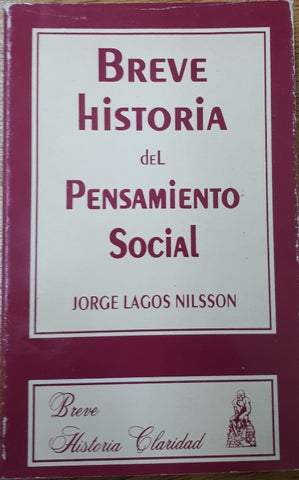 BREVE
HISTORIA
dEL
PENSAMIENTO
SOCIAL
JORGE LAGOS NILSSON
Breve
Historia Claridad